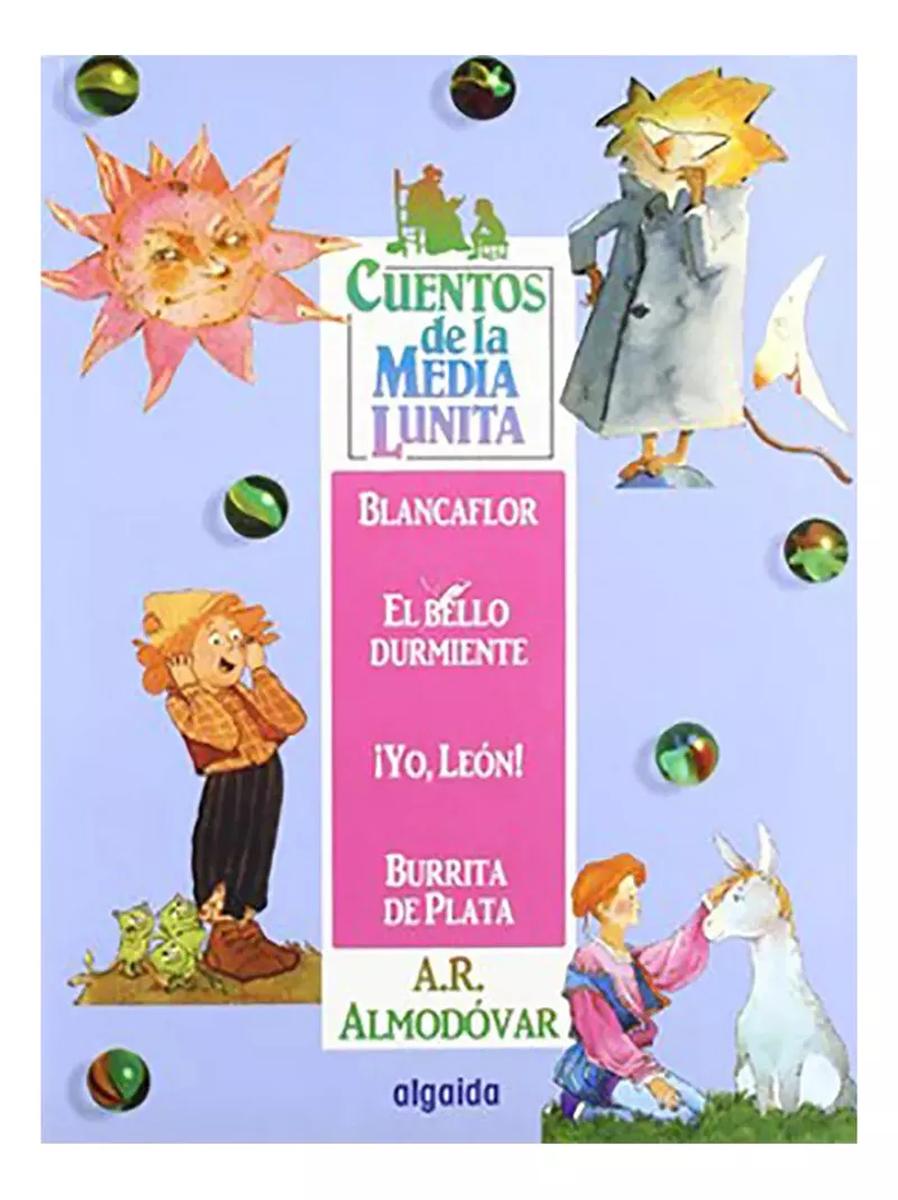 CUENTOS
de la
MEDIA
LUNITA
BLANCAFLOR
EL BELLO
DURMIENTE
¡YO, LEÓN!
BURRITA
DE PLATA
A.R.
ALMODÓVAR
algaida